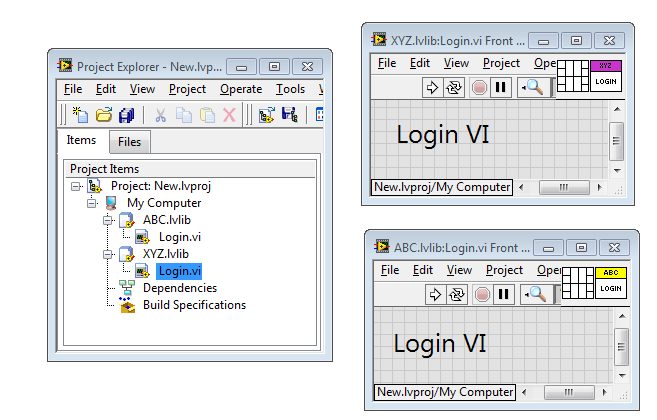 Project Explorer - New.lvp...
File Edit View Project Operate Tools
Items Files
Project Items
Project: New.lvproj
My Computer
ABC.lvlib
Login.vi
XYZ.lvlib
Login.vi
Dependencies
Build Specifications
XYZ.lvlib:Login.vi Front ...
File Edit View Project Ope
XYZ
LOGIN
Login VI
New.lvproj/My Computer
ABC.lvlib:Login.vi Front ...
File Edit View Project Ope
ABC
LOGIN
Login VI
New.lvproj/My Computer